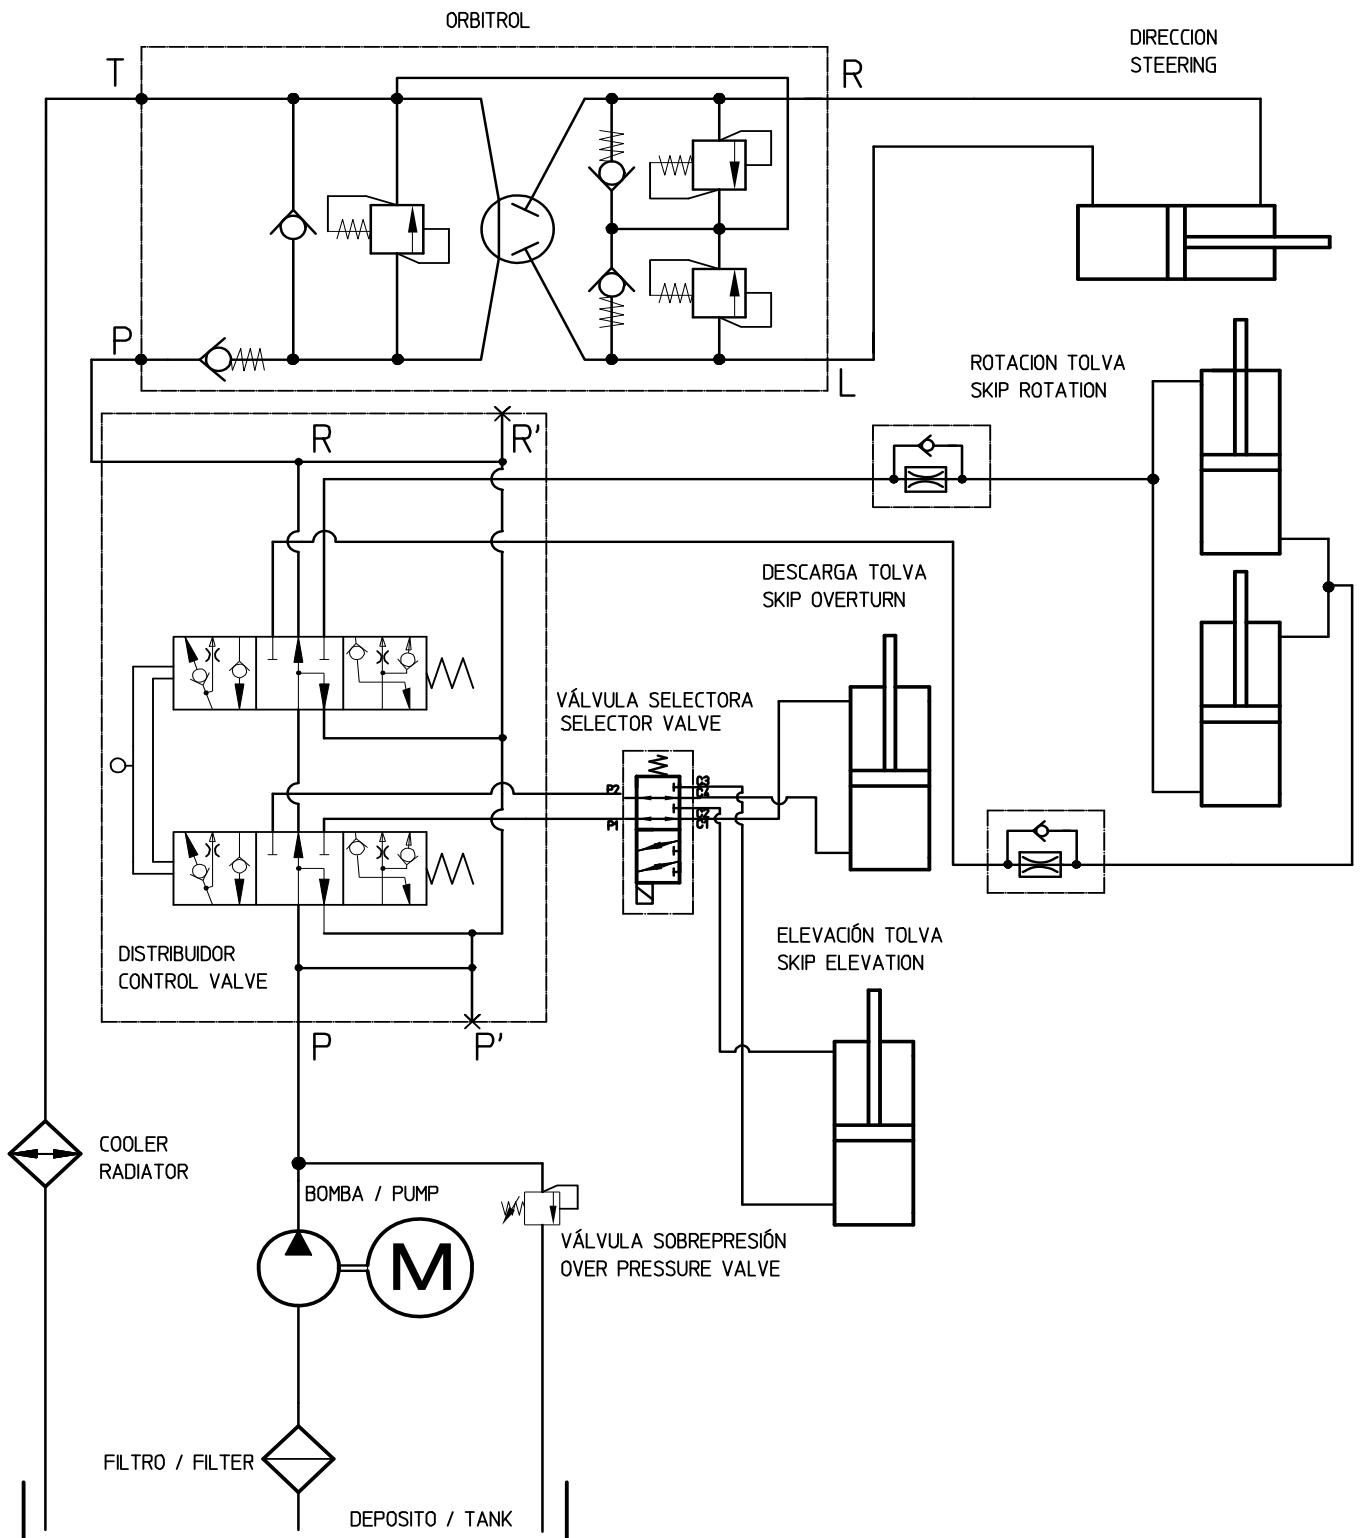 ORBITROL
DIRECCION
STEERING
T
R
P
L
ROTACION TOLVA
SKIP ROTATION
R
R'
DESCARGA TOLVA
SKIP OVERTURN
VÁLVULA SELECTORA
SELECTOR VALVE
P2
C3
C4
C2
P1
C1
DISTRIBUIDOR
CONTROL VALVE
ELEVACIÓN TOLVA
SKIP ELEVATION
P
P'
COOLER
RADIATOR
BOMBA / PUMP
M
VÁLVULA SOBREPRESIÓN
OVER PRESSURE VALVE
FILTRO / FILTER
DEPOSITO / TANK